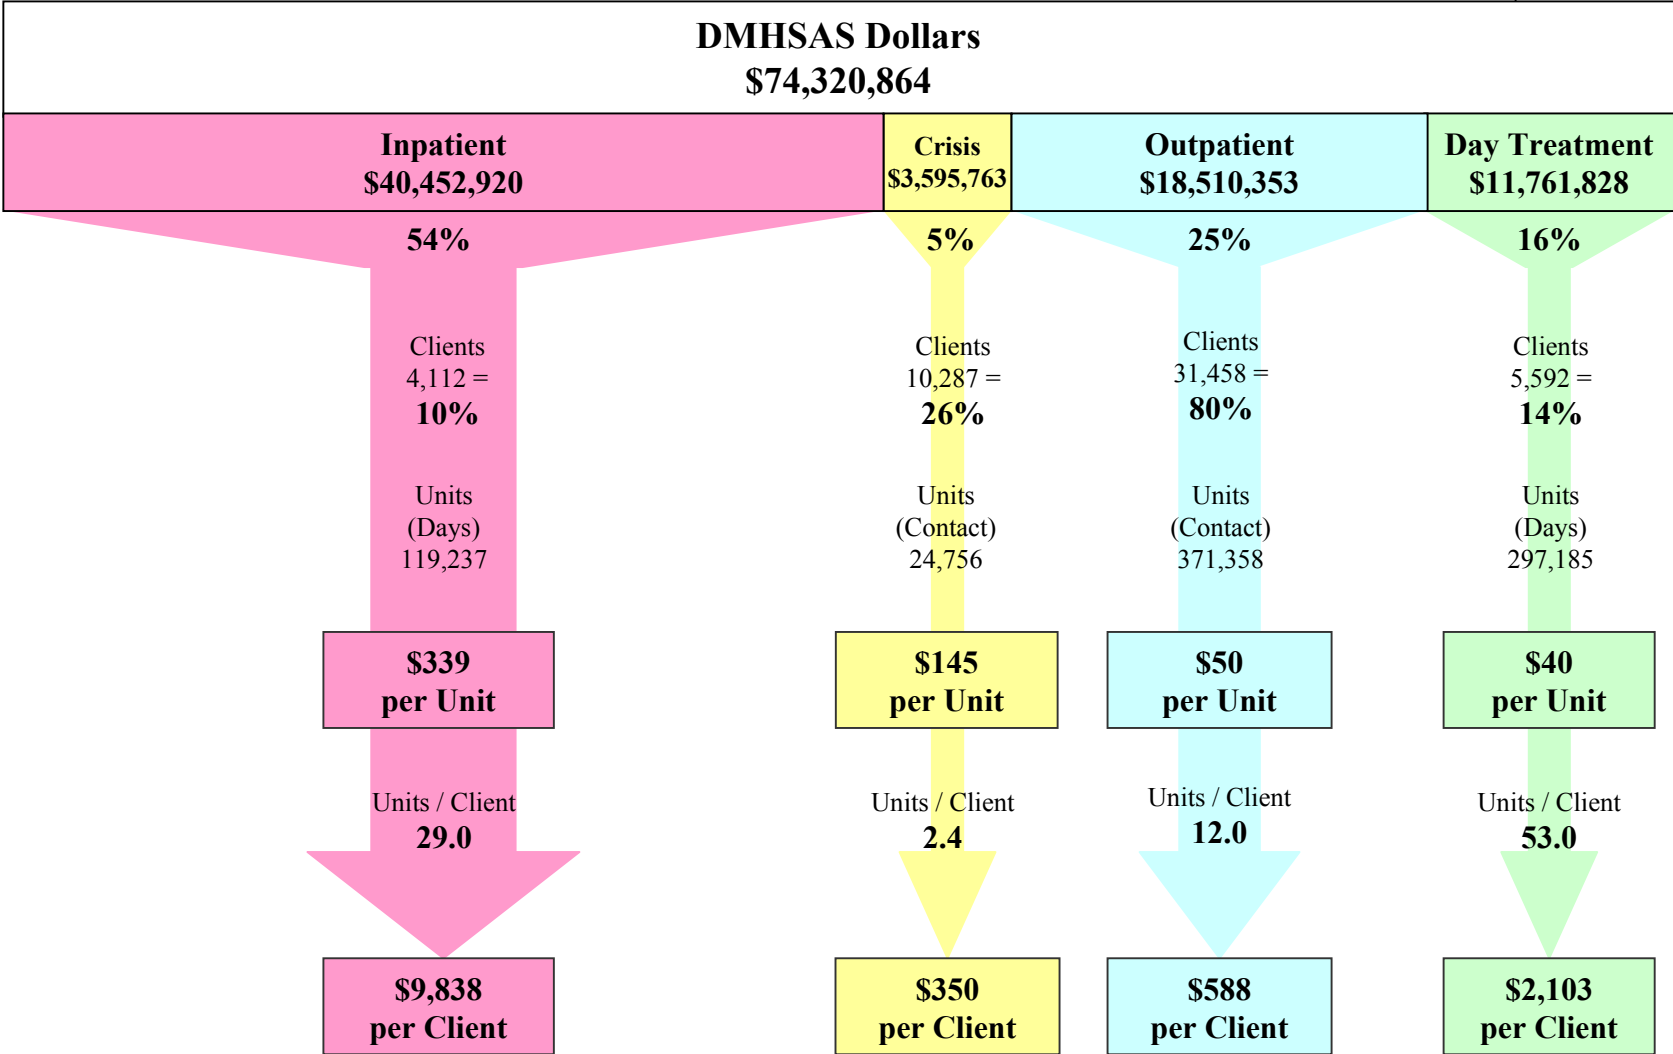 DMHSAS Dollars
$74,320,864
Inpatient
$40,452,920
Crisis
$3,595,763
Outpatient
$18,510,353
Day Treatment
$11,761,828
54%
5%
25%
16%
Clients
4,112 =
10%
Clients
10,287 =
26%
Clients
31,458 =
80%
Clients
5,592 =
14%
Units
(Days)
119,237
Units
(Contact)
24,756
Units
(Contact)
371,358
Units
(Days)
297,185
$339
per Unit
$145
per Unit
$50
per Unit
$40
per Unit
Units / Client
29.0
Units / Client
2.4
Units / Client
12.0
Units / Client
53.0
$9,838
per Client
$350
per Client
$588
per Client
$2,103
per Client